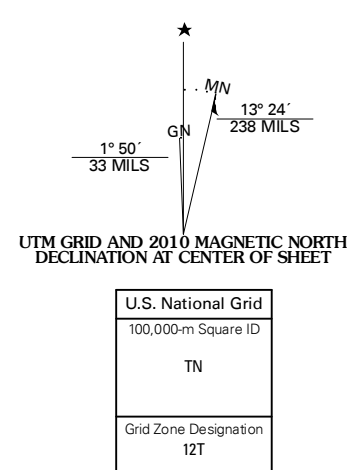 ★
MN
GN
13° 24´
238 MILS
1° 50´
33 MILS
UTM GRID AND 2010 MAGNETIC NORTH
DECLINATION AT CENTER OF SHEET
U.S. National Grid
100,000-m Square ID
TN
Grid Zone Designation
12T